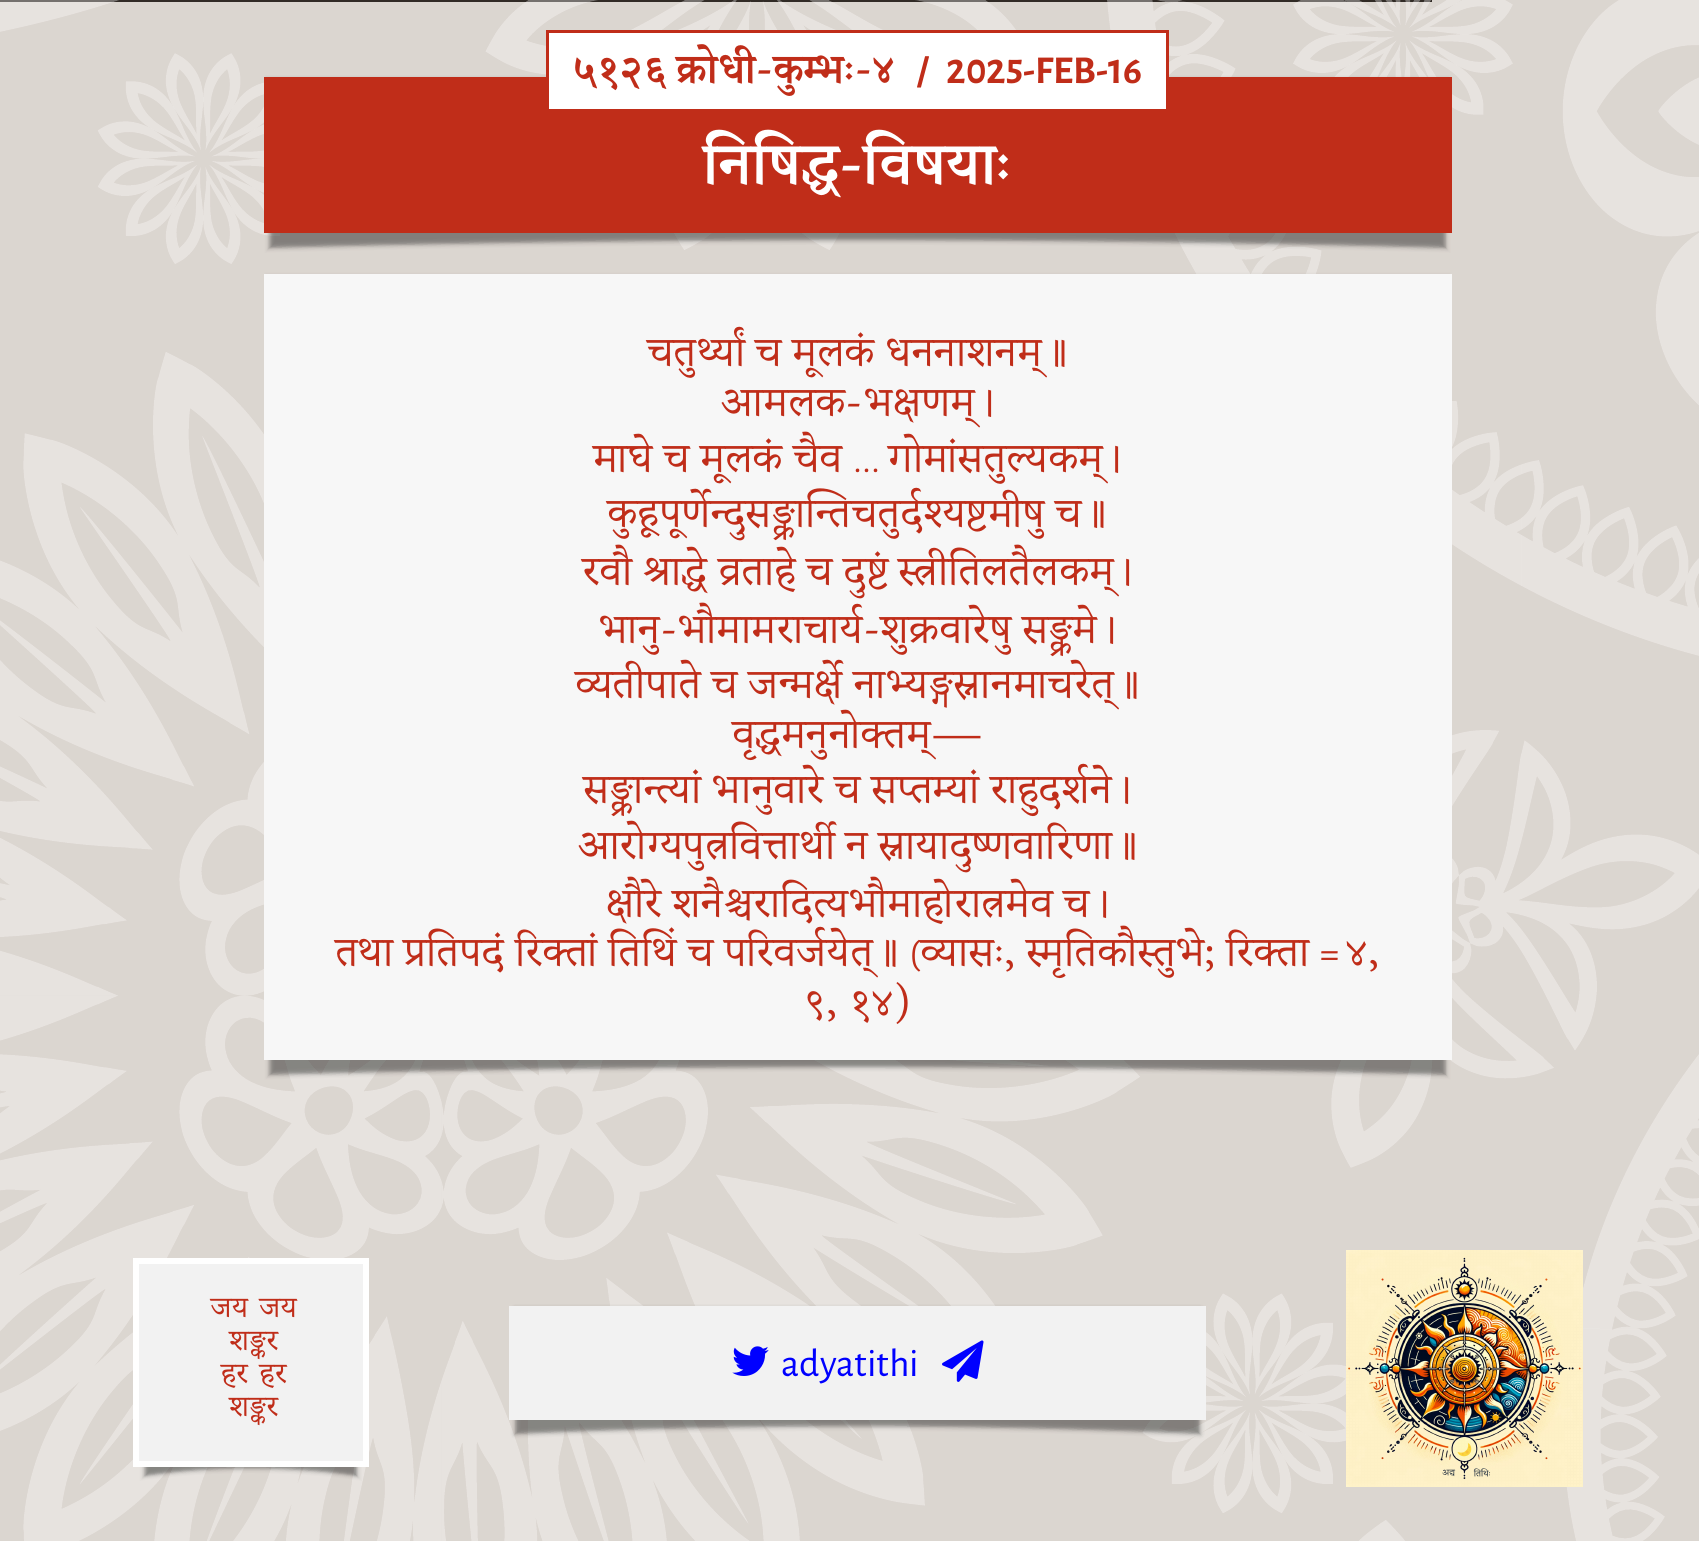 ५१२६ क्रोधी-कुम्भः-४ / 2025-FEB-16
निषिद्ध-विषयाः
चतुर्थ्यां च मूलकं धननाशनम्॥
आमलक-भक्षणम्।
माघे च मूलकं चैव … गोमांसतुल्यकम्।
कुहूपूर्णेन्दुसङ्क्रान्तिचतुर्दश्यष्टमीषु च॥
रवौ श्राद्धे व्रताहे च दुष्टं स्त्रीतिलतैलकम्।
भानु-भौमामराचार्य-शुक्रवारेषु सङ्क्रमे।
व्यतीपाते च जन्मर्क्षे नाभ्यङ्गस्नानमाचरेत्॥
वृद्धमनुनोक्तम्—
सङ्क्रान्त्यां भानुवारे च सप्तम्यां राहुदर्शने।
आरोग्यपुत्रवित्तार्थी न स्नायादुष्णवारिणा॥
क्षौरे शनैश्चरादित्यभौमाहोरात्रमेव च।
तथा प्रतिपदं रिक्तां तिथिं च परिवर्जयेत्॥ (व्यासः, स्मृतिकौस्तुभे; रिक्ता = ४,
९, १४)
जय जय
शङ्कर
हर हर
शङ्कर
adyatithi
अद्य तिथिः